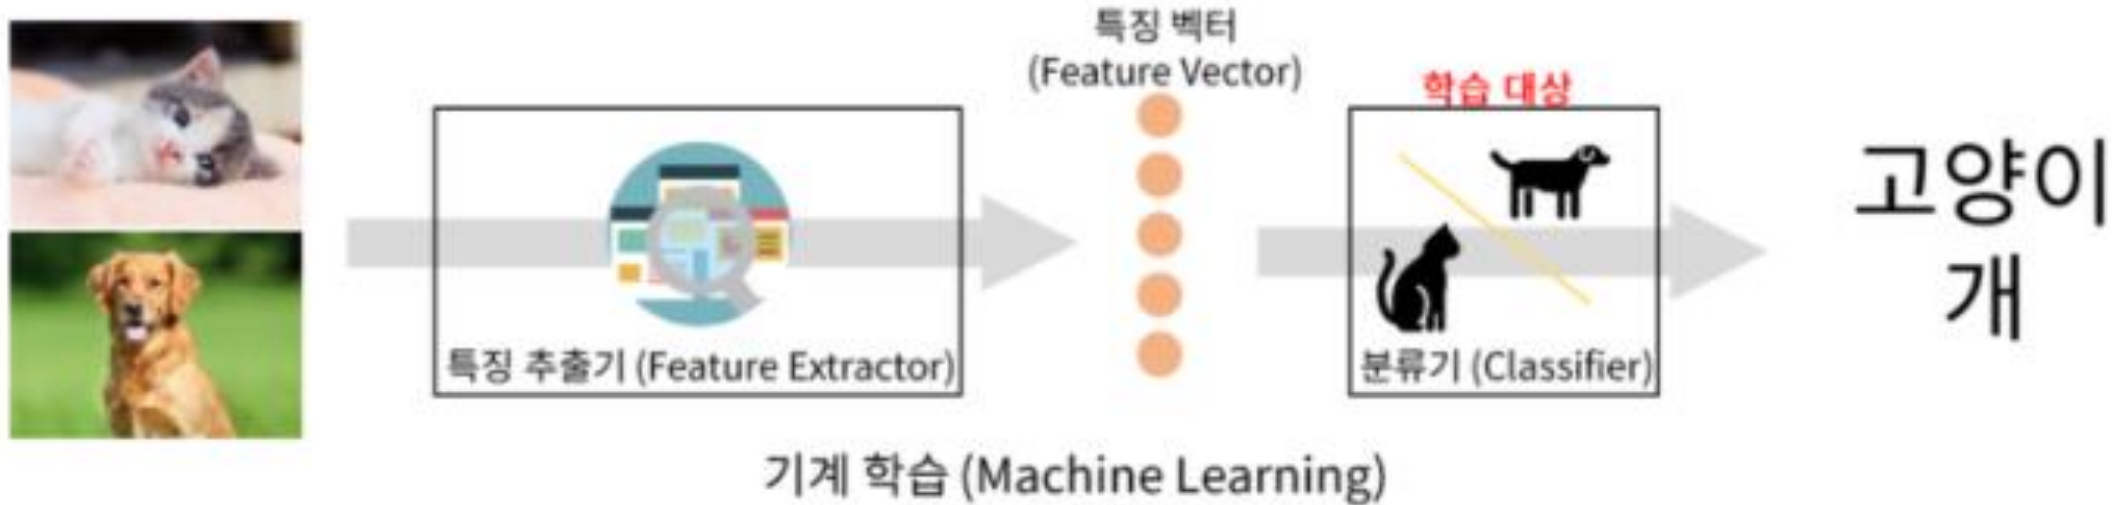 특징 벡터
(Feature Vector)
학습 대상
특징 추출기 (Feature Extractor)
분류기 (Classifier)
고양이
개
기계 학습 (Machine Learning)